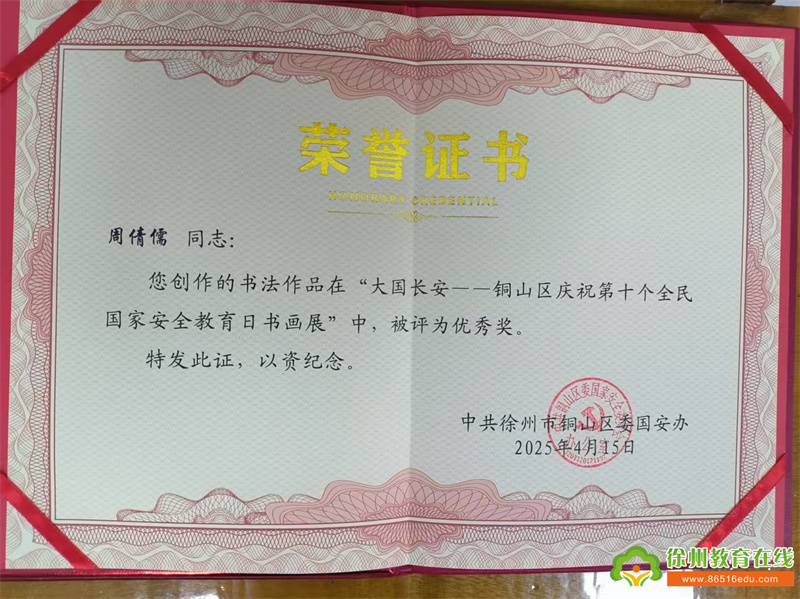 荣誉证书
HONORARY CREDENTIAL
周倩儒 同志：
您创作的书法作品在“大国长安——铜山区庆祝第十个全民
国家安全教育日书画展”中，被评为优秀奖。
特发此证，以资纪念。
中共徐州市铜山区委国安办
2025年4月15日
徐州教育在线
www.86516edu.com